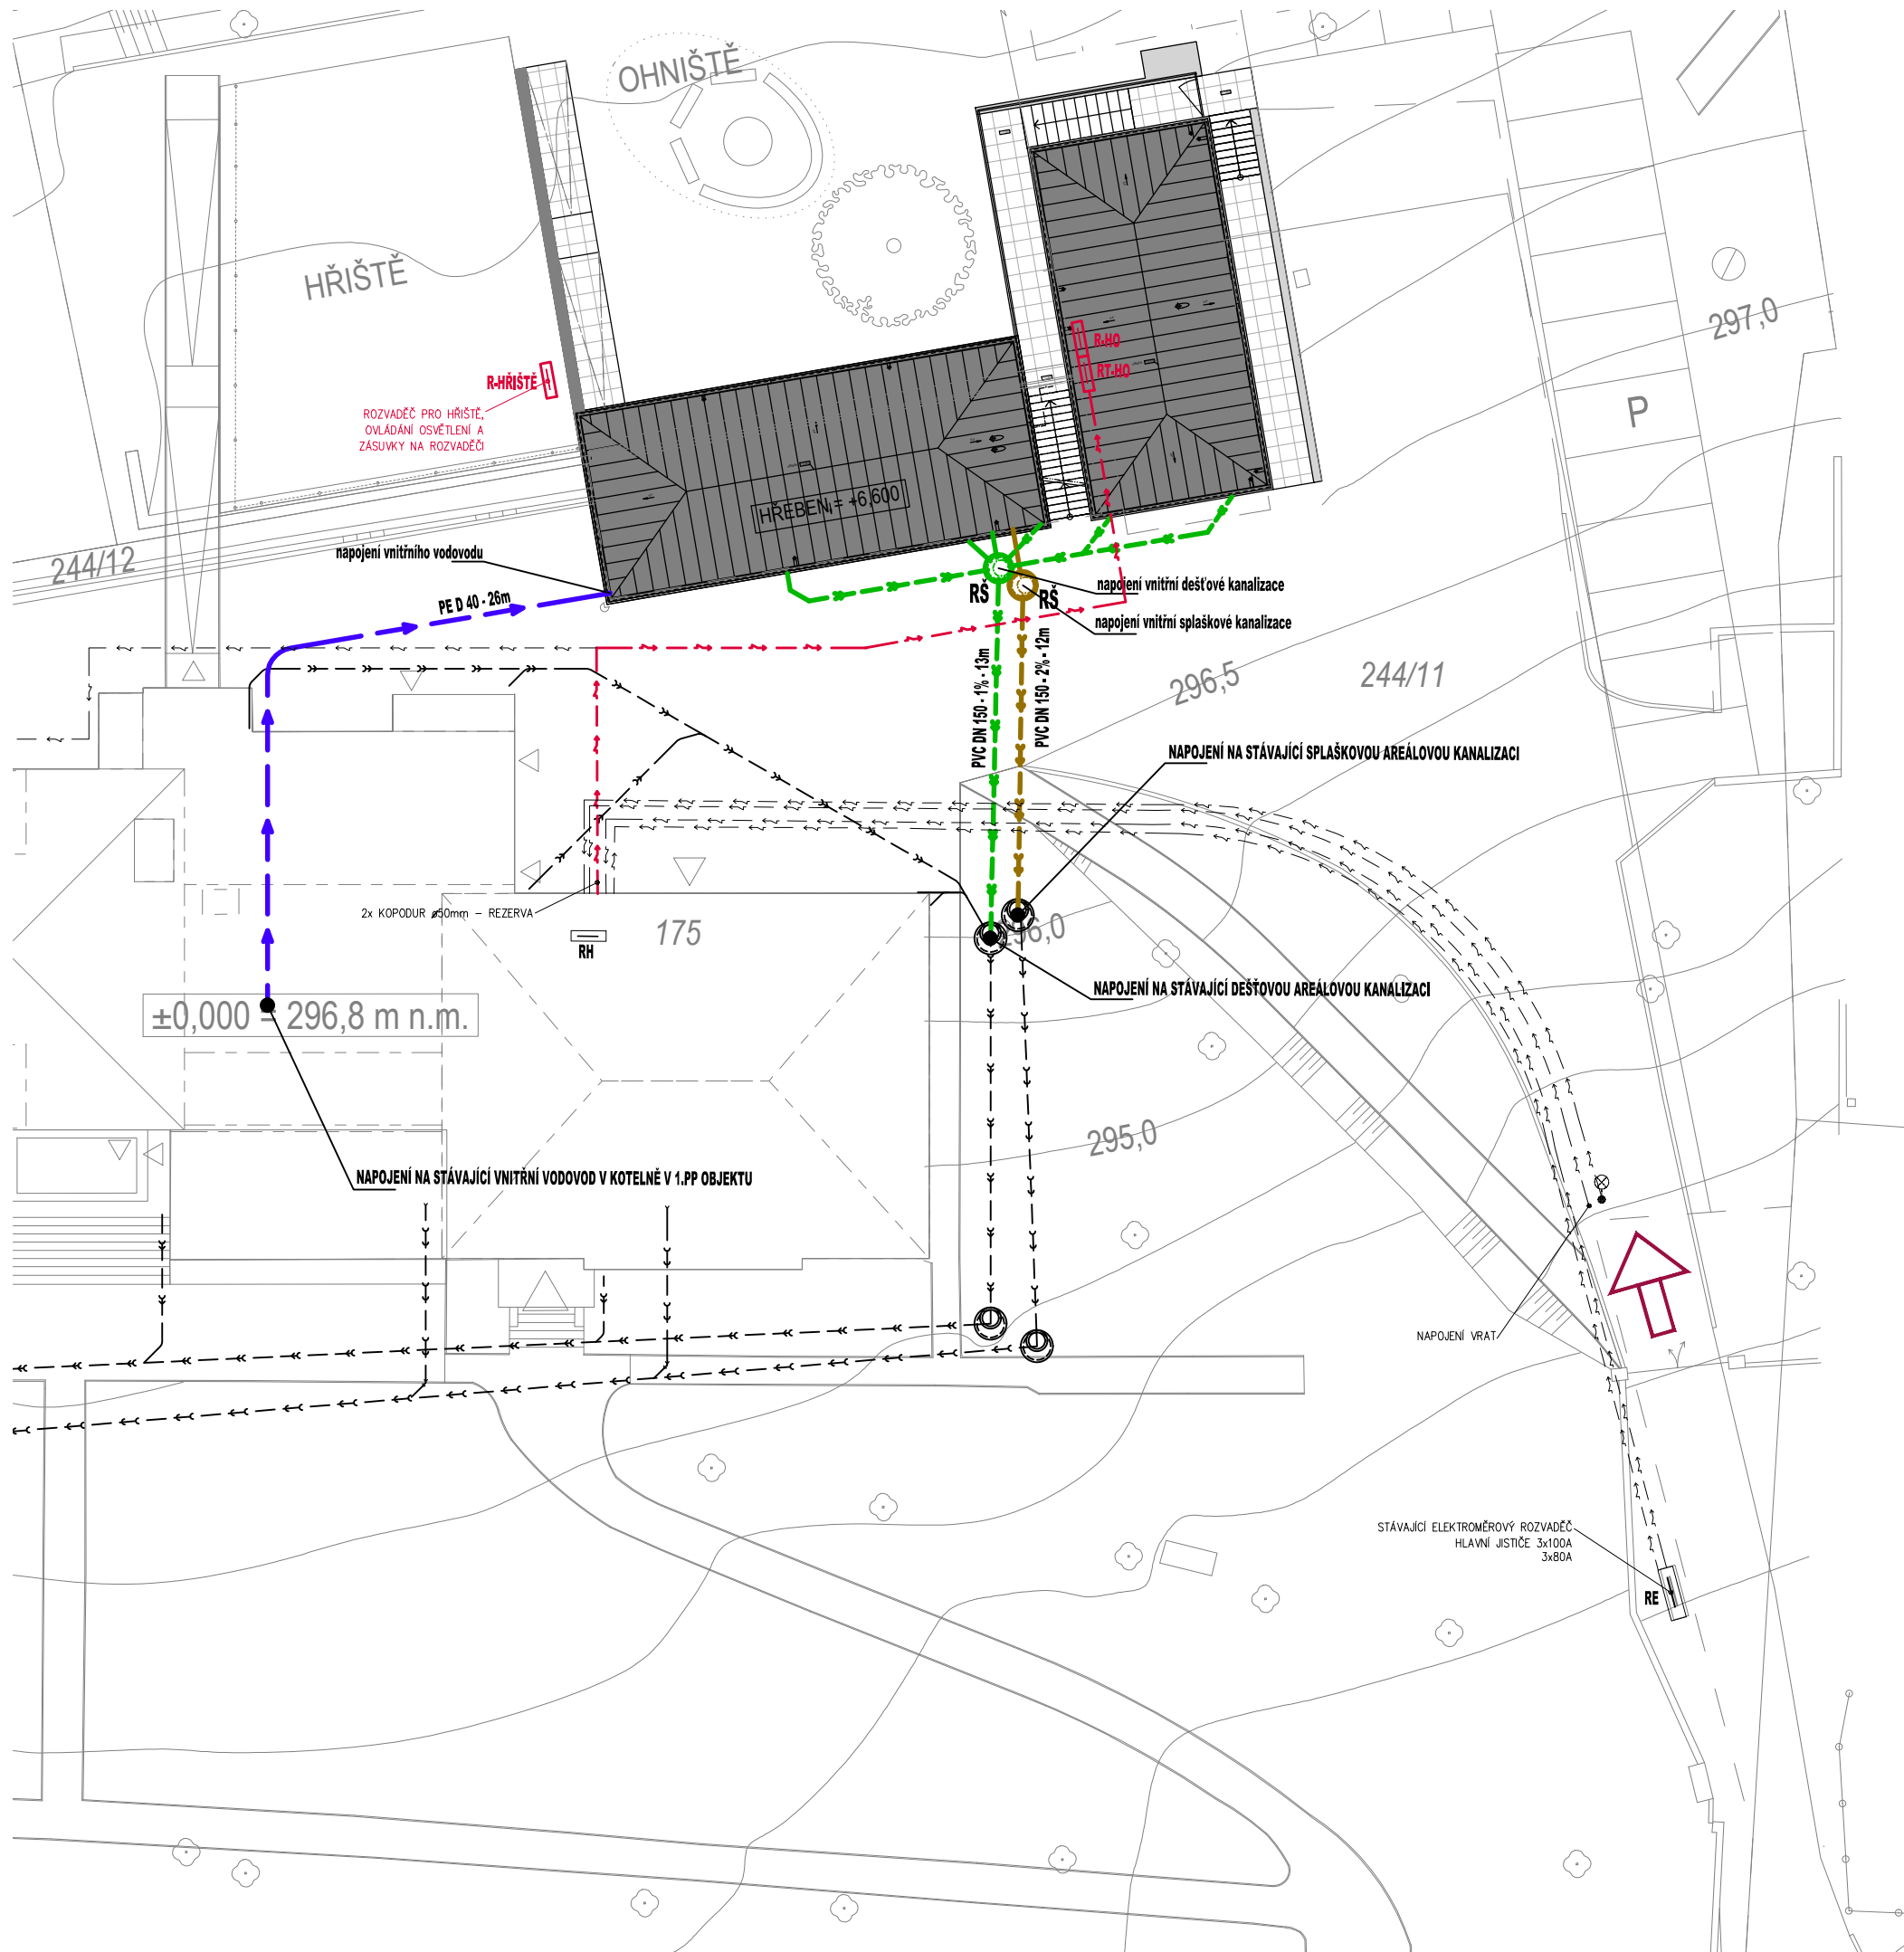 OHNIŠTĚ
HŘIŠTĚ
297,0
P
R-HO
RT-HO
R-HŘIŠTĚ
ROZVADĚČ PRO HŘIŠTĚ,
OVLÁDÁNÍ OSVĚTLENÍ A
ZÁSUVKY NA ROZVADĚČI
HŘEBEN = +6,600
244/12
napojení vnitřního vodovodu
PE D 40 - 26m
RŠ
RŠ
napojení vnitřní dešťové kanalizace
napojení vnitřní splaškové kanalizace
296,5
244/11
PVC DN 150 - 1% - 13m
PVC DN 150 - 2% - 12m
NAPOJENÍ NA STÁVAJÍCÍ SPLAŠKOVOU AREÁLOVOU KANALIZACI
2x KOPODUR ø50mm – REZERVA
175
RH
296,0
NAPOJENÍ NA STÁVAJÍCÍ DEŠŤOVOU AREÁLOVOU KANALIZACI
±0,000 = 296,8 m n.m.
295,0
NAPOJENÍ NA STÁVAJÍCÍ VNITŘNÍ VODOVOD V KOTELNĚ V 1.PP OBJEKTU
NAPOJENÍ VRAT
STÁVAJÍCÍ ELEKTROMĚROVÝ ROZVADĚČ
HLAVNÍ JISTIČE 3x100A
3x80A
RE